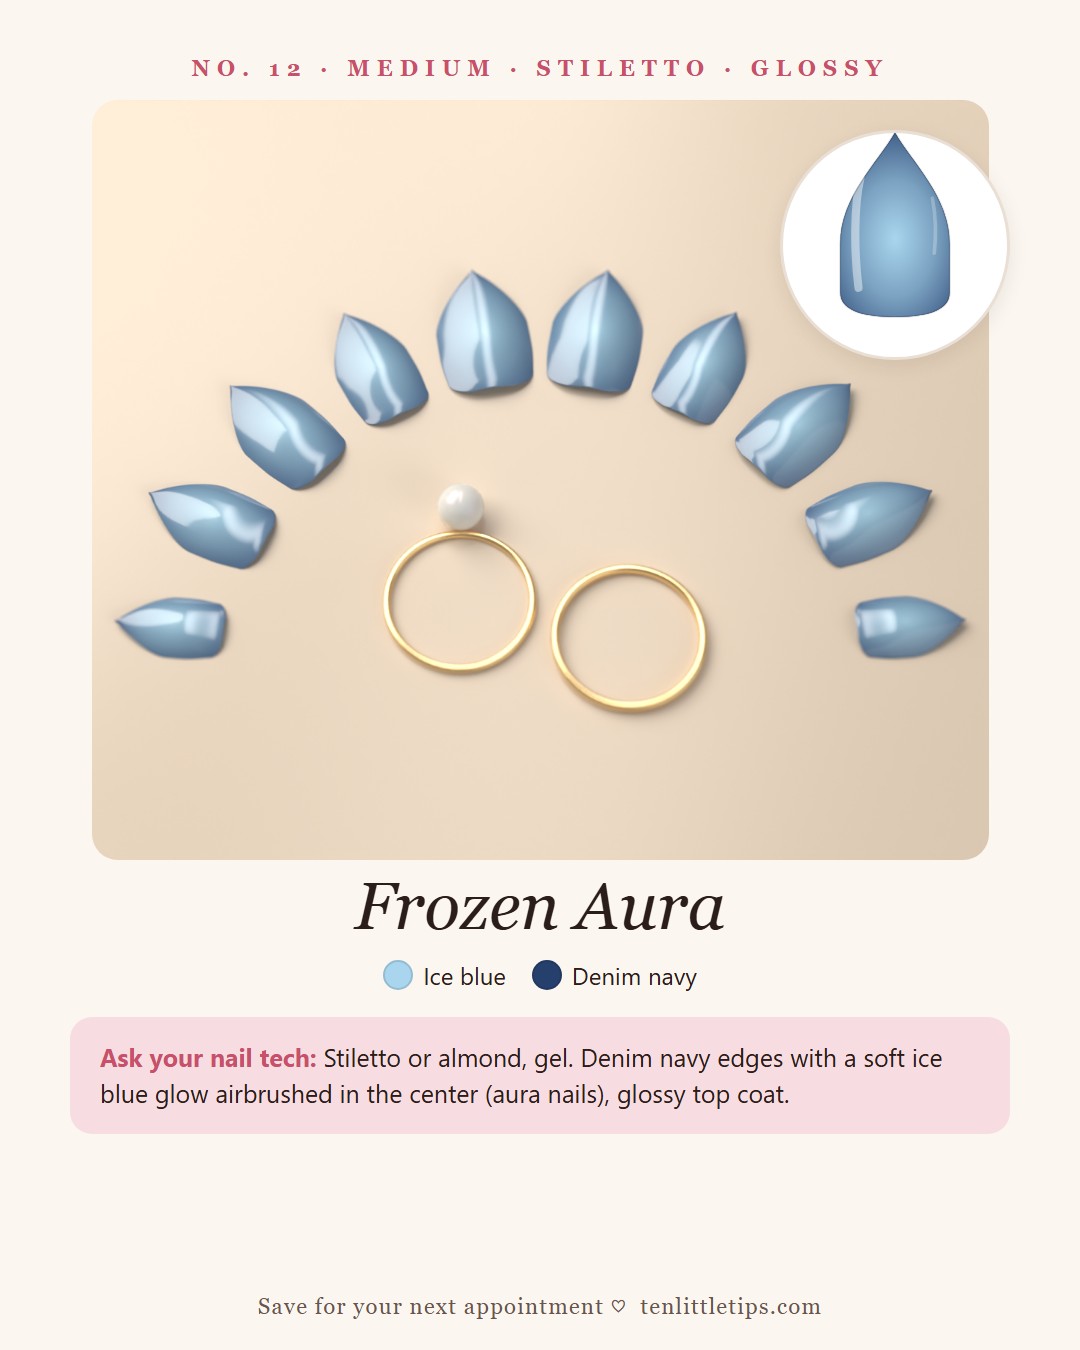 NO. 12 · MEDIUM · STILETTO · GLOSSY
Frozen Aura
Ice blue Denim navy
Ask your nail tech: Stiletto or almond, gel. Denim navy edges with a soft ice
blue glow airbrushed in the center (aura nails), glossy top coat.
Save for your next appointment ♡ tenlittletips.com